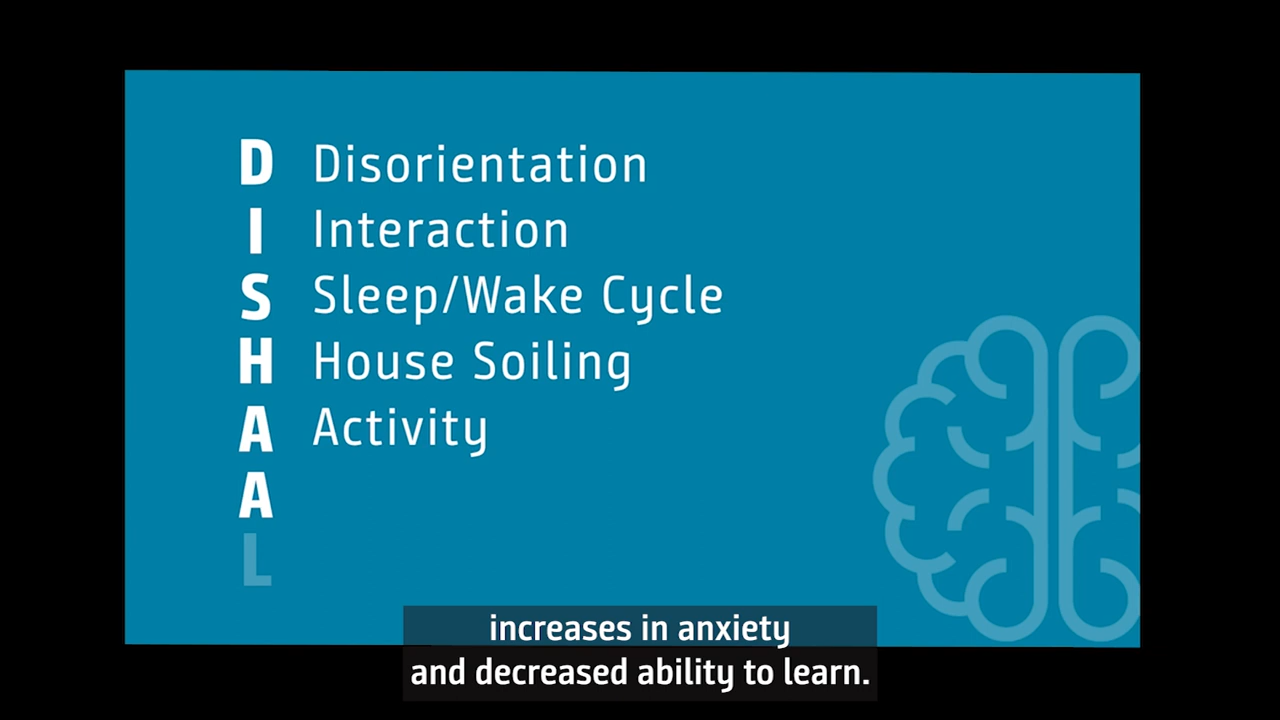 D Disorientation
I Interaction
S Sleep/Wake Cycle
H House Soiling
A Activity
A
L
increases in anxiety
and decreased ability to learn.